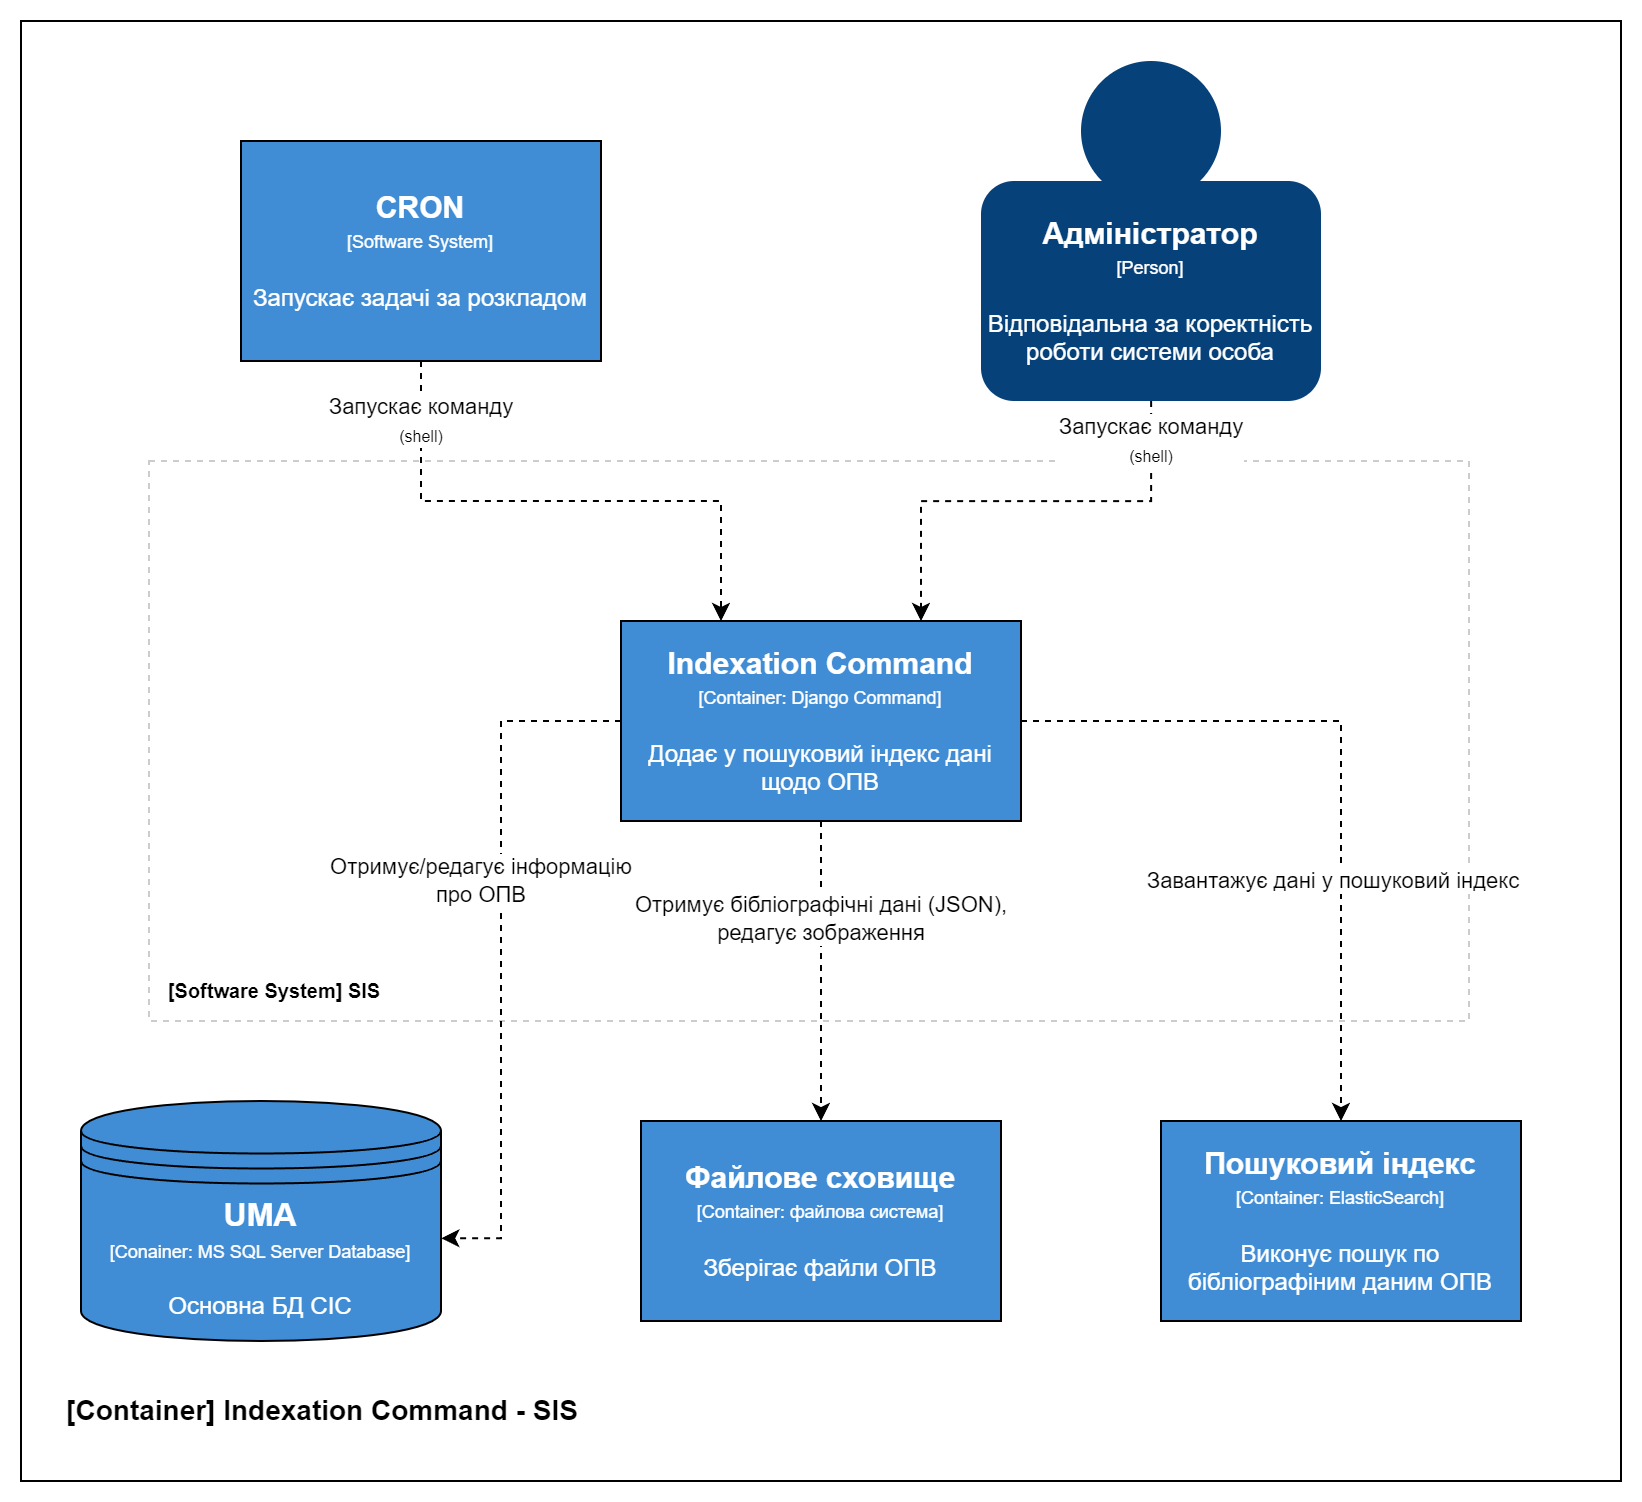 CRON
[Software System]
Запускає задачі за розкладом
Адміністратор
[Person]
Відповідальна за коректність
роботи системи особа
Запускає команду
(shell)
Запускає команду
(shell)
Indexation Command
[Container: Django Command]
Додає у пошуковий індекс дані
щодо ОПВ
Отримує/редагує інформацію
про ОПВ
Отримує бібліографічні дані (JSON),
редагує зображення
Завантажує дані у пошуковий індекс
[Software System] SIS
UMA
[Conainer: MS SQL Server Database]
Основна БД СІС
Файлове сховище
[Container: файлова система]
Зберігає файли ОПВ
Пошуковий індекс
[Container: ElasticSearch]
Виконує пошук по
бібліографіним даним ОПВ
[Container] Indexation Command - SIS